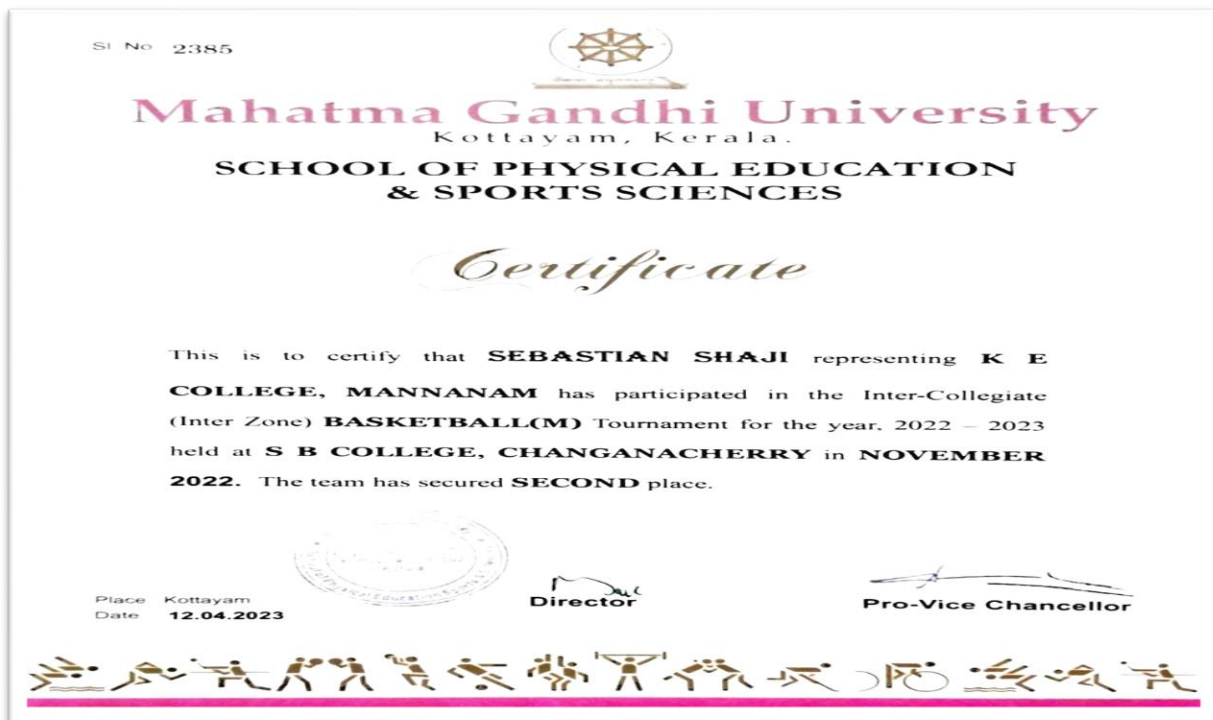 Sl No 2385
Mahatma Gandhi University
Kottayam, Kerala.
SCHOOL OF PHYSICAL EDUCATION
& SPORTS SCIENCES
Certificate
This is to certify that SEBASTIAN SHAJI representing K E
COLLEGE, MANNANAM has participated in the Inter-Collegiate
(Inter Zone) BASKETBALL(M) Tournament for the year, 2022 – 2023
held at S B COLLEGE, CHANGANACHERRY in NOVEMBER
2022. The team has secured SECOND place.
Physical Education
Director
Pro-Vice Chancellor
Place Kottayam
Date 12.04.2023